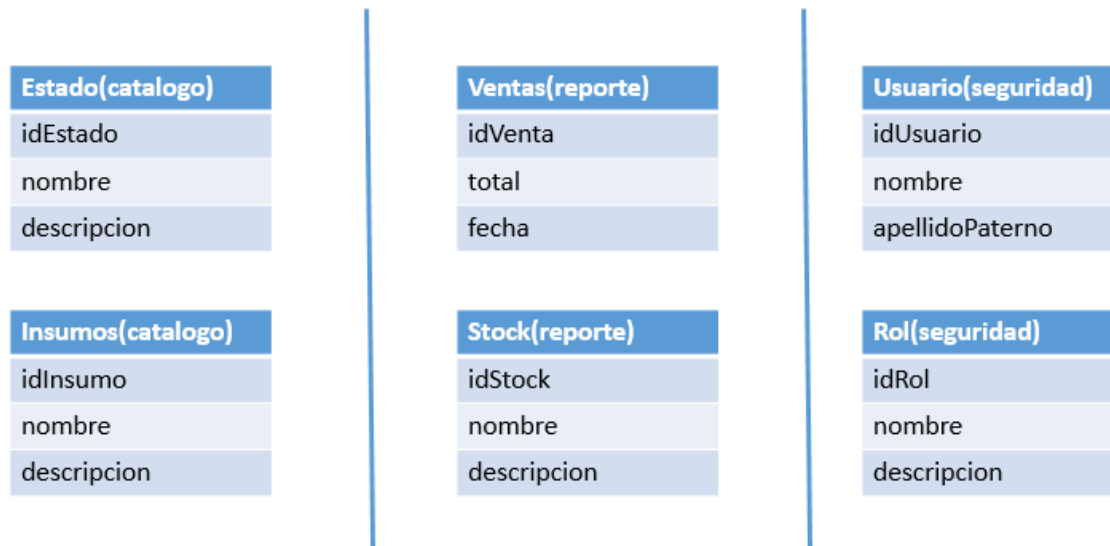 Estado(catalogo)
idEstado
nombre
descripcion
Insumos(catalogo)
idInsumo
nombre
descripcion
Ventas(reporte)
idVenta
total
fecha
Stock(reporte)
idStock
nombre
descripcion
Usuario(seguridad)
idUsuario
nombre
apellidoPaterno
Rol(seguridad)
idRol
nombre
descripcion